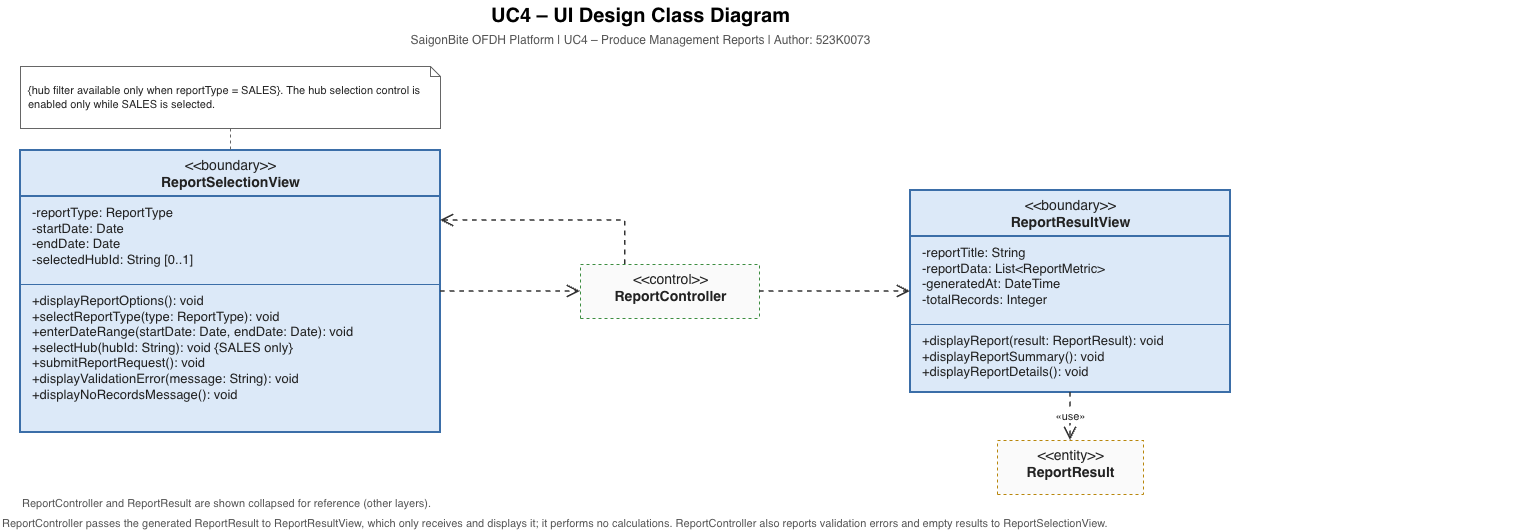 UC4 – UI Design Class Diagram
SaigonBite OFDH Platform | UC4 – Produce Management Reports | Author: 523K0073
{hub filter available only when reportType = SALES}. The hub selection control is
enabled only while SALES is selected.
<<boundary>>
ReportSelectionView
-reportType: ReportType
-startDate: Date
-endDate: Date
-selectedHubId: String [0..1]
+displayReportOptions(): void
+selectReportType(type: ReportType): void
+enterDateRange(startDate: Date, endDate: Date): void
+selectHub(hubId: String): void {SALES only}
+submitReportRequest(): void
+displayValidationError(message: String): void
+displayNoRecordsMessage(): void
<<control>>
ReportController
<<boundary>>
ReportResultView
-reportTitle: String
-reportData: List<ReportMetric>
-generatedAt: DateTime
-totalRecords: Integer
+displayReport(result: ReportResult): void
+displayReportSummary(): void
+displayReportDetails(): void
«use»
<<entity>>
ReportResult
ReportController and ReportResult are shown collapsed for reference (other layers).
ReportController passes the generated ReportResult to ReportResultView, which only receives and displays it; it performs no calculations. ReportController also reports validation errors and empty results to ReportSelectionView.